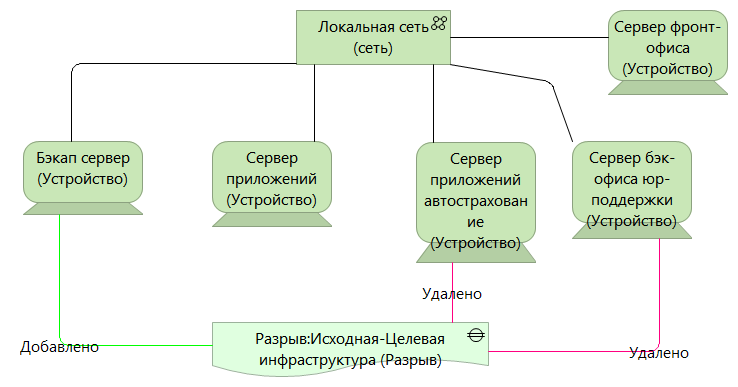 Локальная сеть
(сеть)
Сервер фронт-
офиса
(Устройство)
Бэкап сервер
(Устройство)
Сервер
приложений
(Устройство)
Сервер
приложений
автострахован
ие
(Устройство)
Сервер бэк-
офиса юр-
поддержки
(Устройство)
Удалено
Добавлено
Разрыв:Исходная-Целевая
инфраструктура (Разрыв)
Удалено